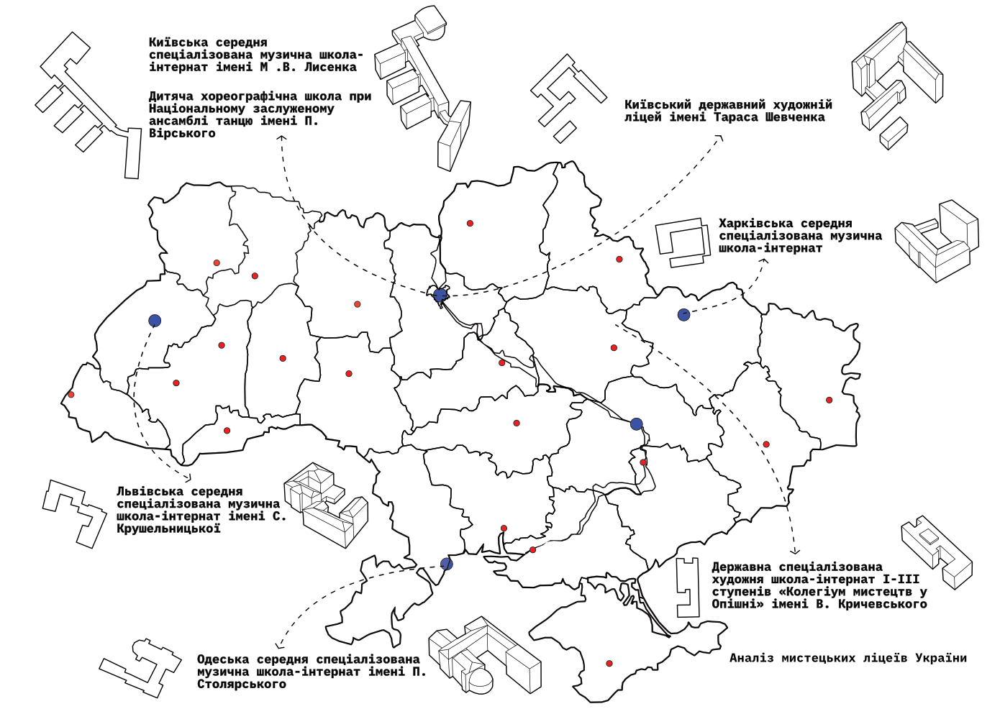 Київська середня
спеціалізована музична школа-
інтернат імені М .В. Лисенка
Дитяча хореографічна школа при
Національному заслуженому
ансамблі танцю імені П.
Вірського
Київський державний художній
ліцей імені Тараса Шевченка
Харківська середня
спеціалізована музична
школа-інтернат
Львівська середня
спеціалізована музична
школа-інтернат імені С.
Крушельницької
Державна спеціалізована
художня школа-інтернат І-ІІІ
ступенів «Колегіум мистецтв у
Опішні» імені В. Кричевського
Одеська середня спеціалізована
музична школа-інтернат імені П.
Столярського
Аналіз мистецьких ліцеїв України